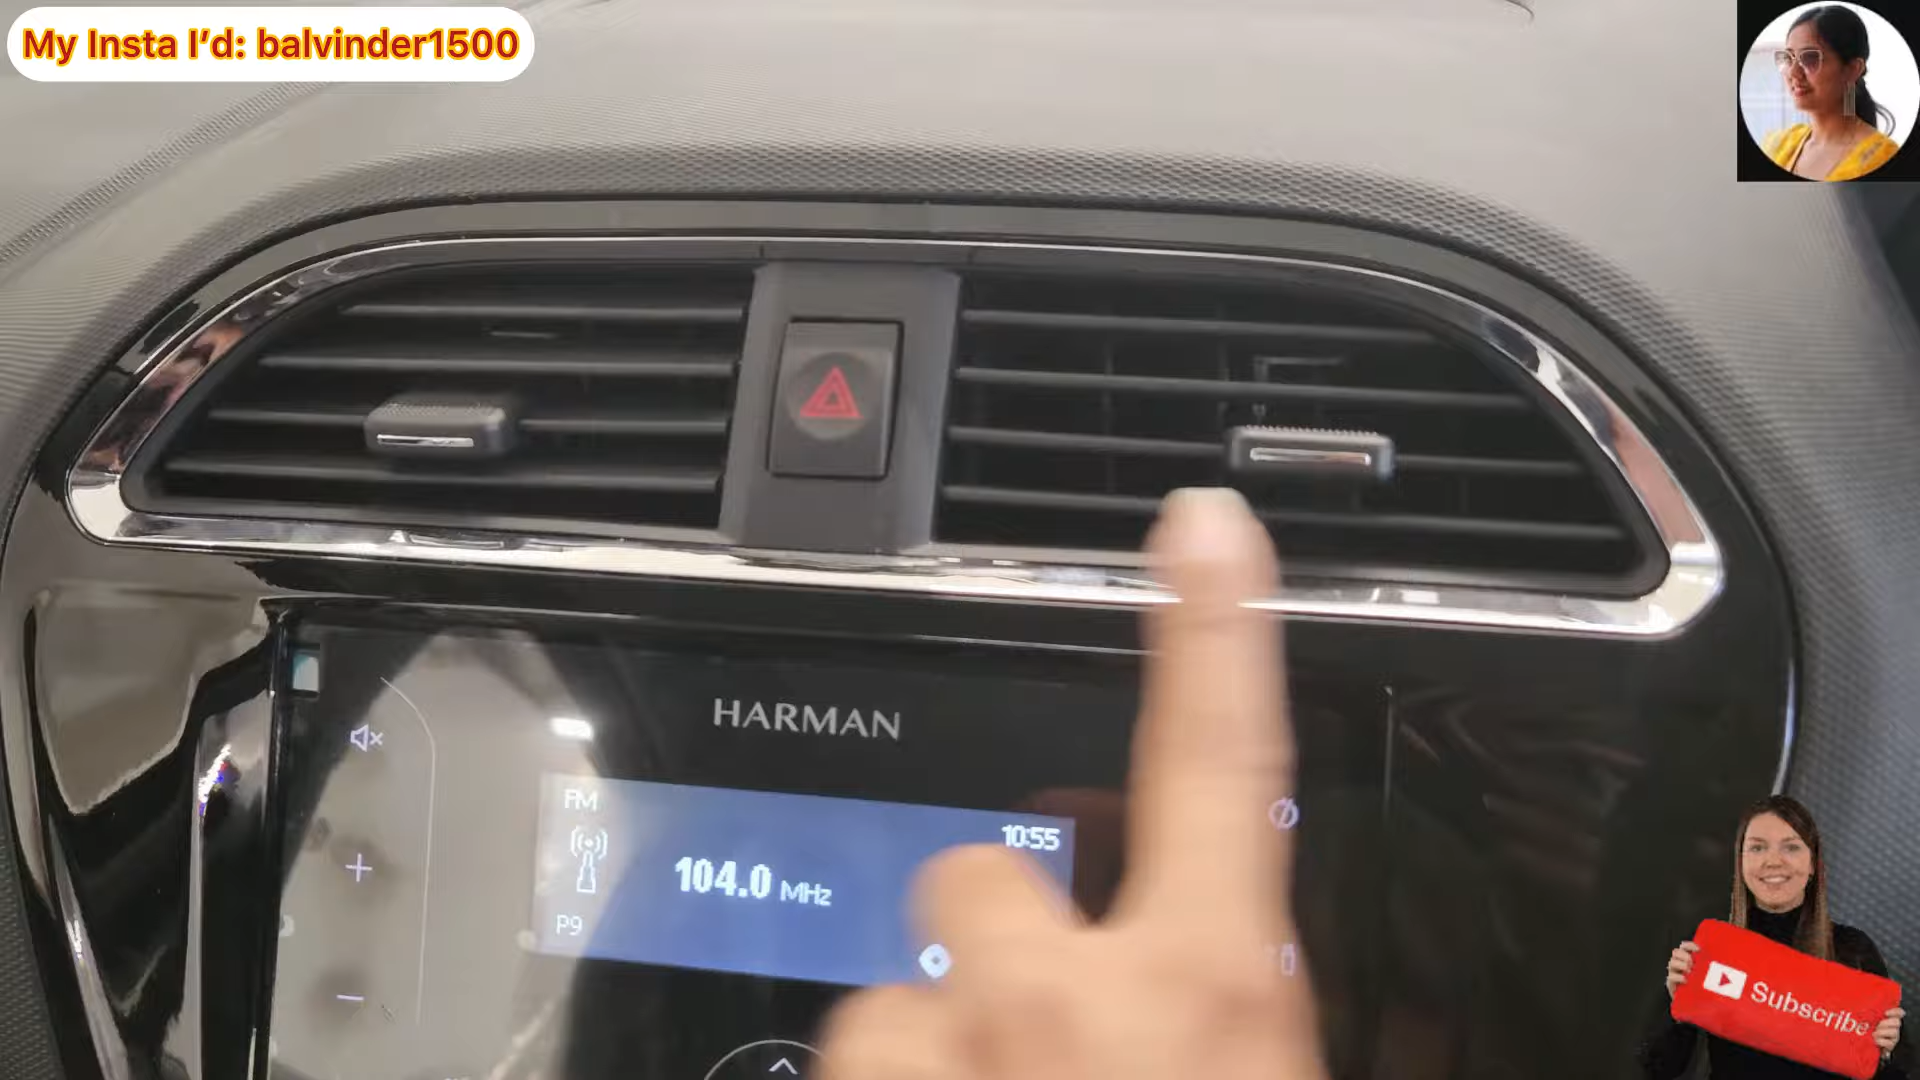 My Insta I’d: balvinder1500
HARMAN
FM
10:55
104.0 MHz
P9
Subscribe